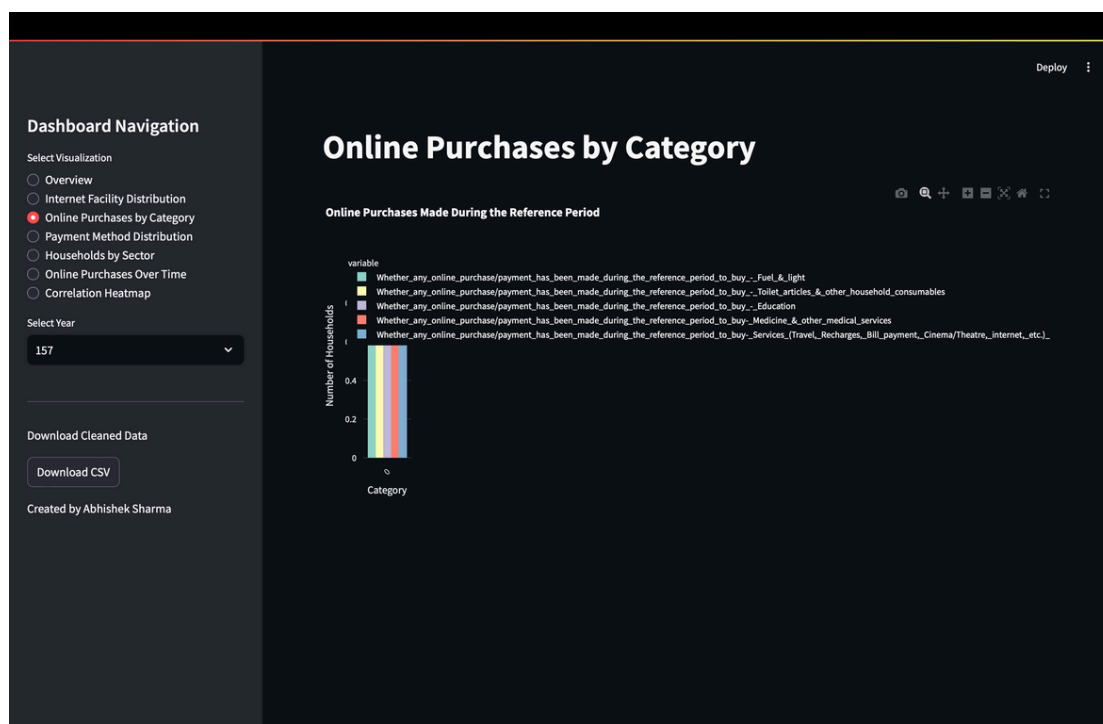 Deploy
Dashboard Navigation
Select Visualization
Overview
Internet Facility Distribution
Online Purchases by Category
Payment Method Distribution
Households by Sector
Online Purchases Over Time
Correlation Heatmap
Select Year
157
Download Cleaned Data
Download CSV
Created by Abhishek Sharma
Online Purchases by Category
Online Purchases Made During the Reference Period
variable
Whether_any_online_purchase/payment_has_been_made_during_the_reference_period_to_buy_-_Fuel_&_light
Whether_any_online_purchase/payment_has_been_made_during_the_reference_period_to_buy_-_Toilet_articles_&_other_household_consumables
Whether_any_online_purchase/payment_has_been_made_during_the_reference_period_to_buy_-_Education
Whether_any_online_purchase/payment_has_been_made_during_the_reference_period_to_buy-_Medicine_&_other_medical_services
Whether_any_online_purchase/payment_has_been_made_during_the_reference_period_to_buy-_Services_(Travel,_Recharges,_Bill_payment,_Cinema/Theatre,_internet,_etc.)_
Number of Households
0.4
0.2
0
0
Category